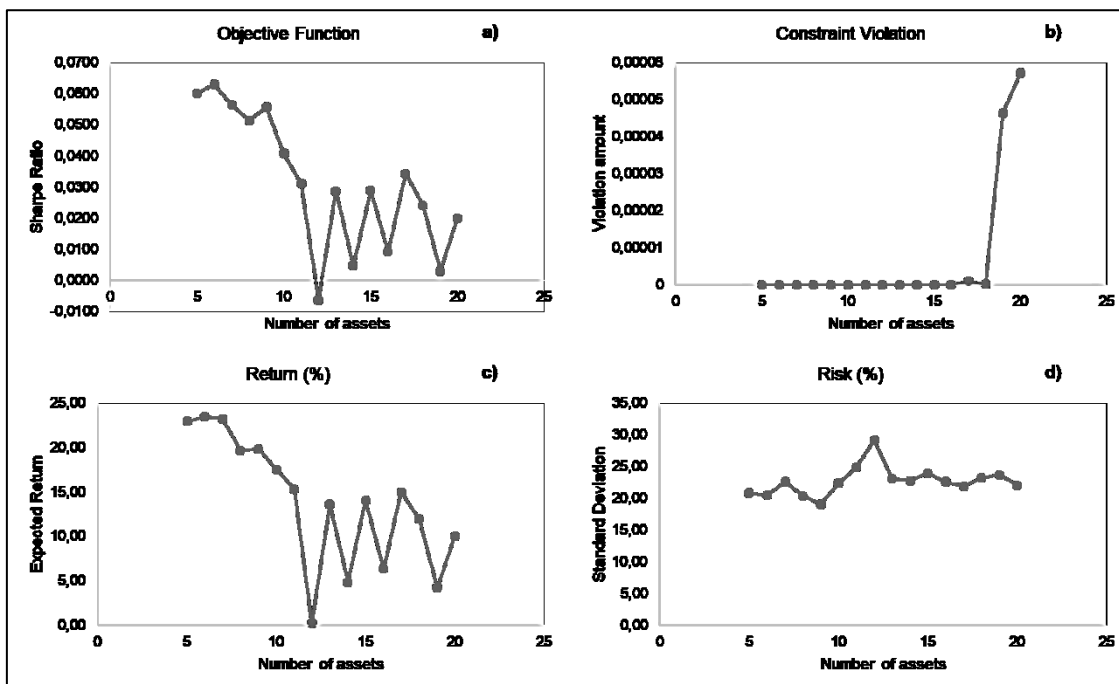 Objective Function a)
0,0700
0,0600
0,0500
0,0400
0,0300
0,0200
0,0100
0,0000
-0,0100
Sharpe Ratio
0 5 10 15 20 25
Number of assets
Constraint Violation b)
0,00006
0,00005
0,00004
0,00003
0,00002
0,00001
0
Violation amount
0 5 10 15 20 25
Number of assets
Return (%) c)
25,00
20,00
15,00
10,00
5,00
0,00
Expected Return
0 5 10 15 20 25
Number of assets
Risk (%) d)
35,00
30,00
25,00
20,00
15,00
10,00
5,00
0,00
Standard Deviation
0 5 10 15 20 25
Number of assets